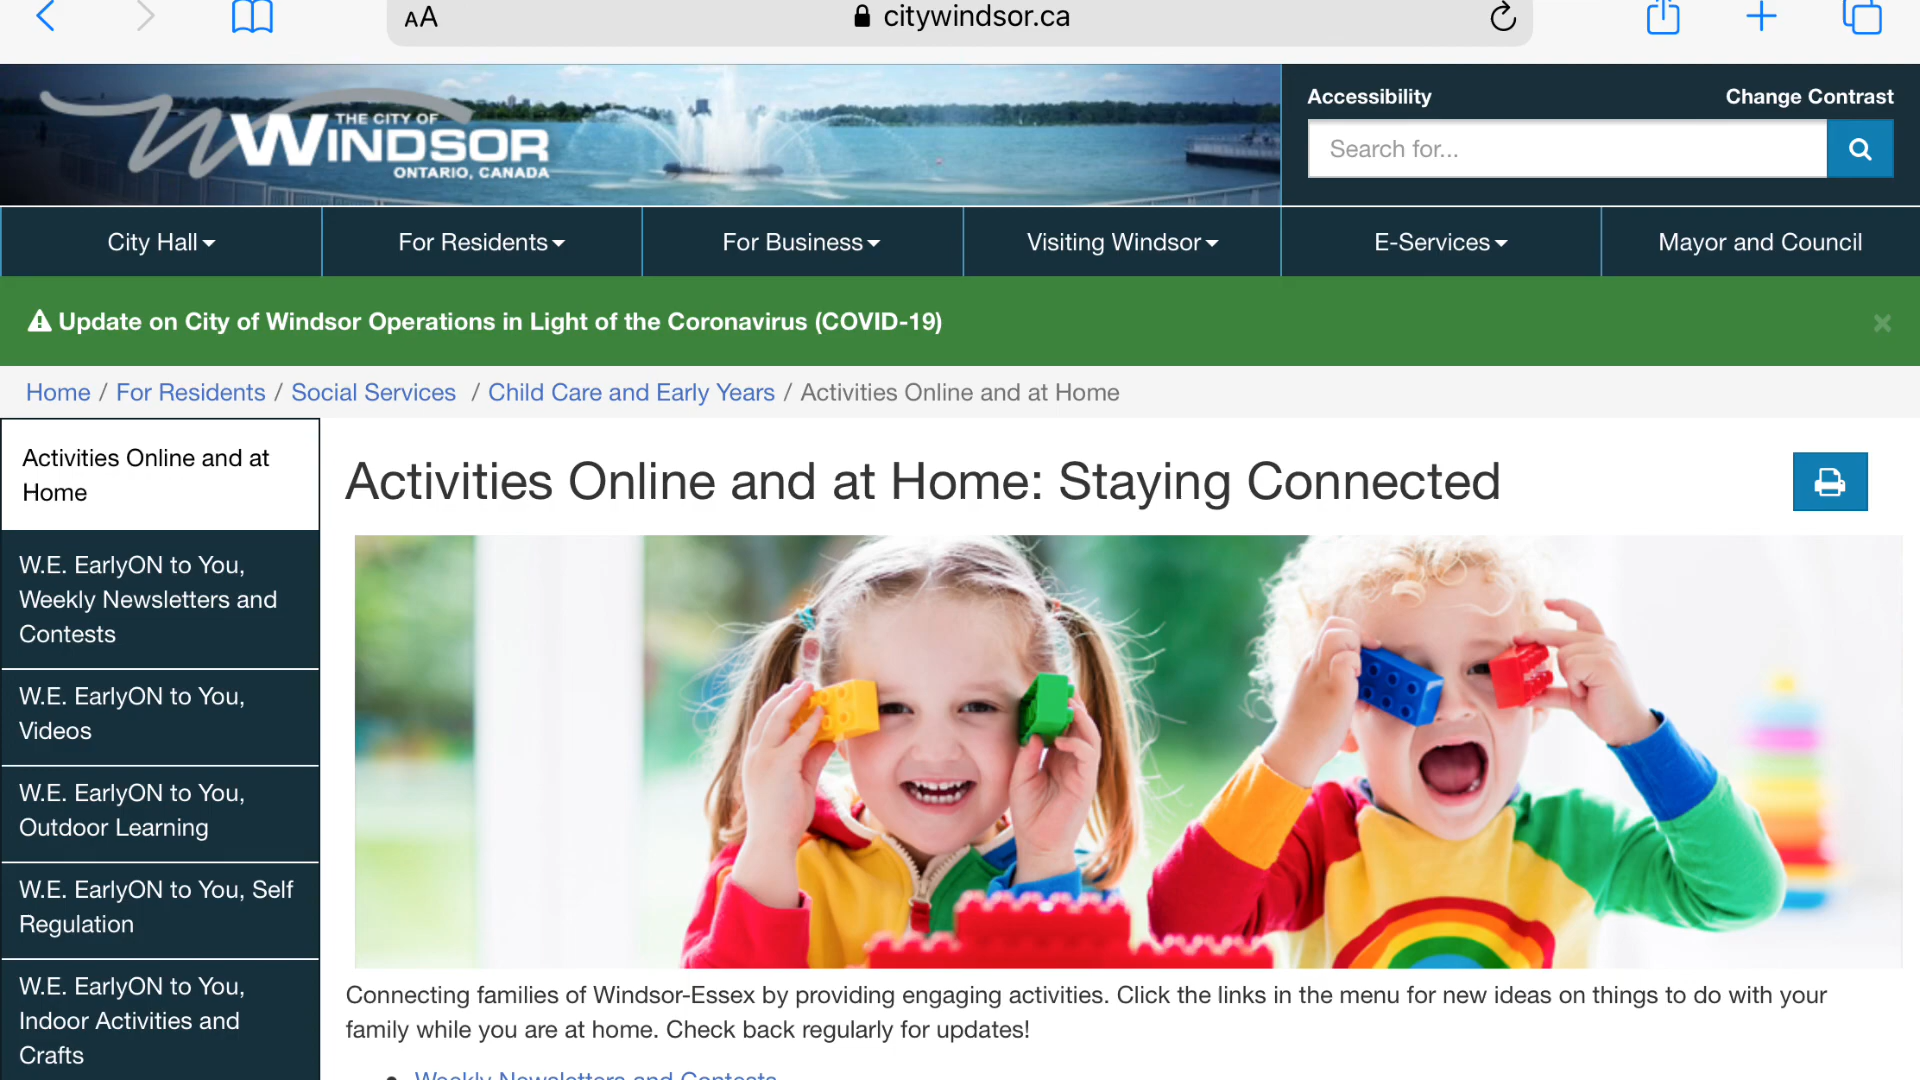 AA
citywindsor.ca
THE CITY OF
WINDSOR
ONTARIO, CANADA
Accessibility
Change Contrast
Search for...
City Hall
For Residents
For Business
Visiting Windsor
E-Services
Mayor and Council
Update on City of Windsor Operations in Light of the Coronavirus (COVID-19)
Home / For Residents / Social Services / Child Care and Early Years / Activities Online and at Home
Activities Online and at
Home
W.E. EarlyON to You,
Weekly Newsletters and
Contests
W.E. EarlyON to You,
Videos
W.E. EarlyON to You,
Outdoor Learning
W.E. EarlyON to You, Self
Regulation
W.E. EarlyON to You,
Indoor Activities and
Crafts
Activities Online and at Home: Staying Connected
Connecting families of Windsor-Essex by providing engaging activities. Click the links in the menu for new ideas on things to do with your
family while you are at home. Check back regularly for updates!
Weekly Newsletters and Contests